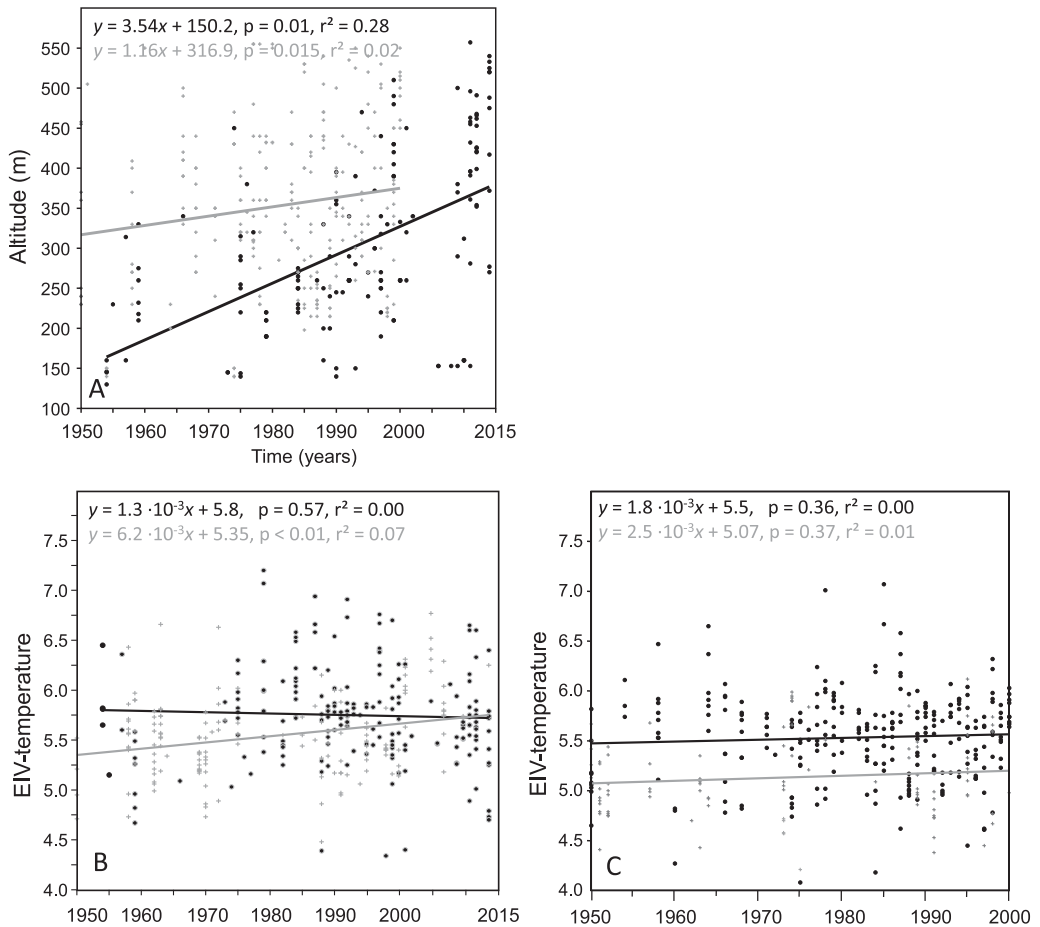 y = 3.54x + 150.2, p = 0.01, r² = 0.28
y = 1.16x + 316.9, p = 0.015, r² = 0.02
550
500
450
400
350
300
250
200
150
100
Altitude (m)
A
1950 1960 1970 1980 1990 2000 2015
Time (years)
y = 1.3 ·10⁻³x + 5.8, p = 0.57, r² = 0.00
y = 6.2 ·10⁻³x + 5.35, p < 0.01, r² = 0.07
7.5
7.0
6.5
6.0
5.5
5.0
4.5
4.0
EIV-temperature
B
1950 1960 1970 1980 1990 2000 2015
y = 1.8 ·10⁻³x + 5.5, p = 0.36, r² = 0.00
y = 2.5 ·10⁻³x + 5.07, p = 0.37, r² = 0.01
7.5
7.0
6.5
6.0
5.5
5.0
4.5
4.0
EIV-temperature
C
1950 1960 1970 1980 1990 2000